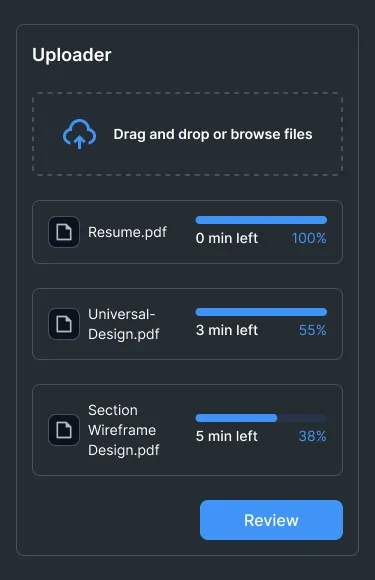 Uploader
Drag and drop or browse files
Resume.pdf
0 min left 100%
Universal-
Design.pdf
3 min left 55%
Section
Wireframe
Design.pdf
5 min left 38%
Review